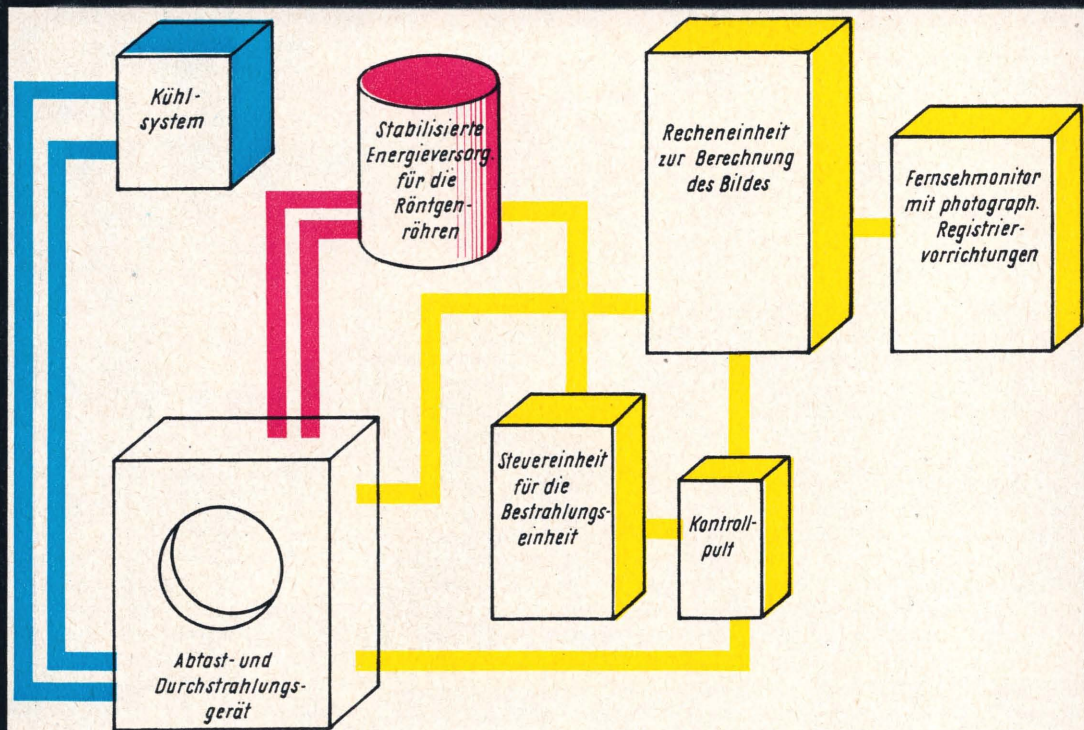 Kühl-
system
Stabilisierte
Energieversorg.
für die
Röntgen-
röhren
Recheneinheit
zur Berechnung
des Bildes
Fernsehmonitor
mit photograph.
Registrier-
vorrichtungen
Steuereinheit
für die
Bestrahlungs-
einheit
Kontroll-
pult
Abtast- und
Durchstrahlungs-
gerät